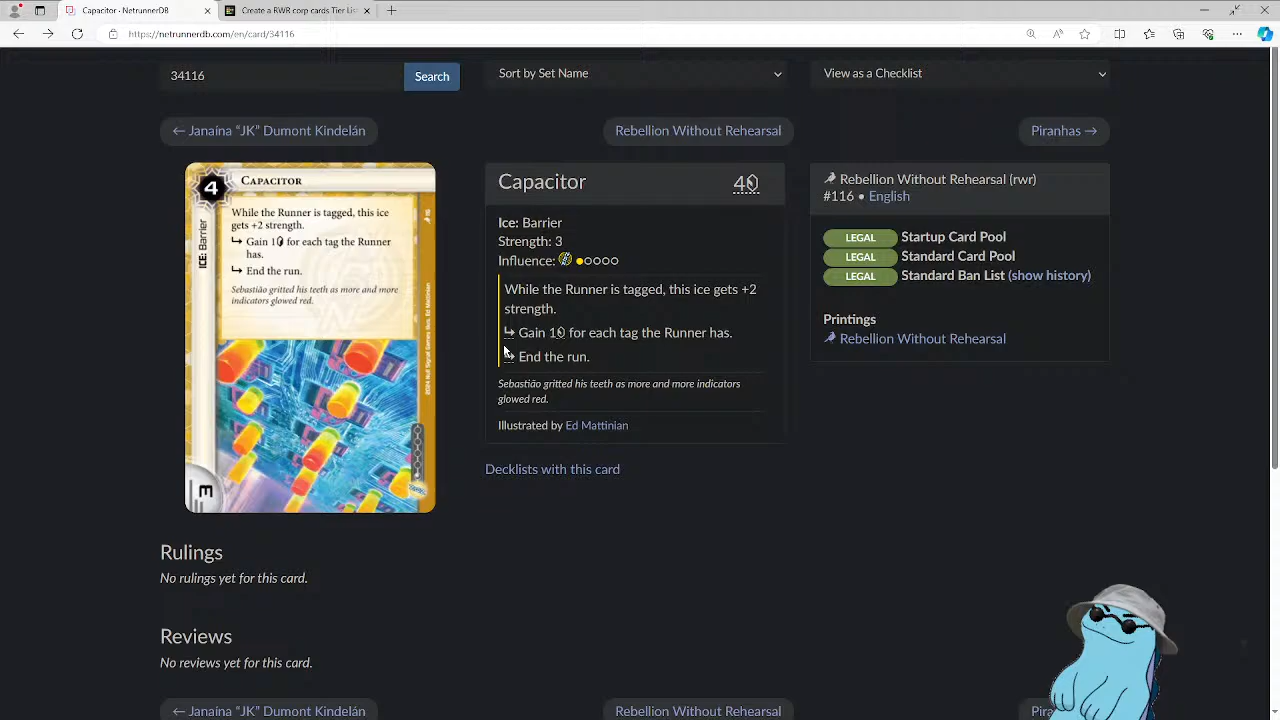 Capacitor - NetrunnerDB
Create a RWR corp cards Tier Lis
https://netrunnerdb.com/en/card/34116
34116
Search
Sort by Set Name
View as a Checklist
← Janaína “JK” Dumont Kindelán
Rebellion Without Rehearsal
Piranhas →
4
Capacitor
ICE: Barrier
While the Runner is tagged, this ice
gets +2 strength.
↳ Gain 1 for each tag the Runner
has.
↳ End the run.
Sebastião gritted his teeth as more and more
indicators glowed red.
3
Capacitor
4
Ice: Barrier
Strength: 3
Influence: ●○○○○
While the Runner is tagged, this ice gets +2
strength.
↳ Gain 1 for each tag the Runner has.
↳ End the run.
Sebastião gritted his teeth as more and more indicators
glowed red.
Illustrated by Ed Mattinian
Decklists with this card
Rebellion Without Rehearsal (rwr)
#116 • English
LEGAL Startup Card Pool
LEGAL Standard Card Pool
LEGAL Standard Ban List (show history)
Printings
Rebellion Without Rehearsal
Rulings
No rulings yet for this card.
Reviews
No reviews yet for this card.
← Janaína “JK” Dumont Kindelán
Rebellion Without Rehearsal
Pira